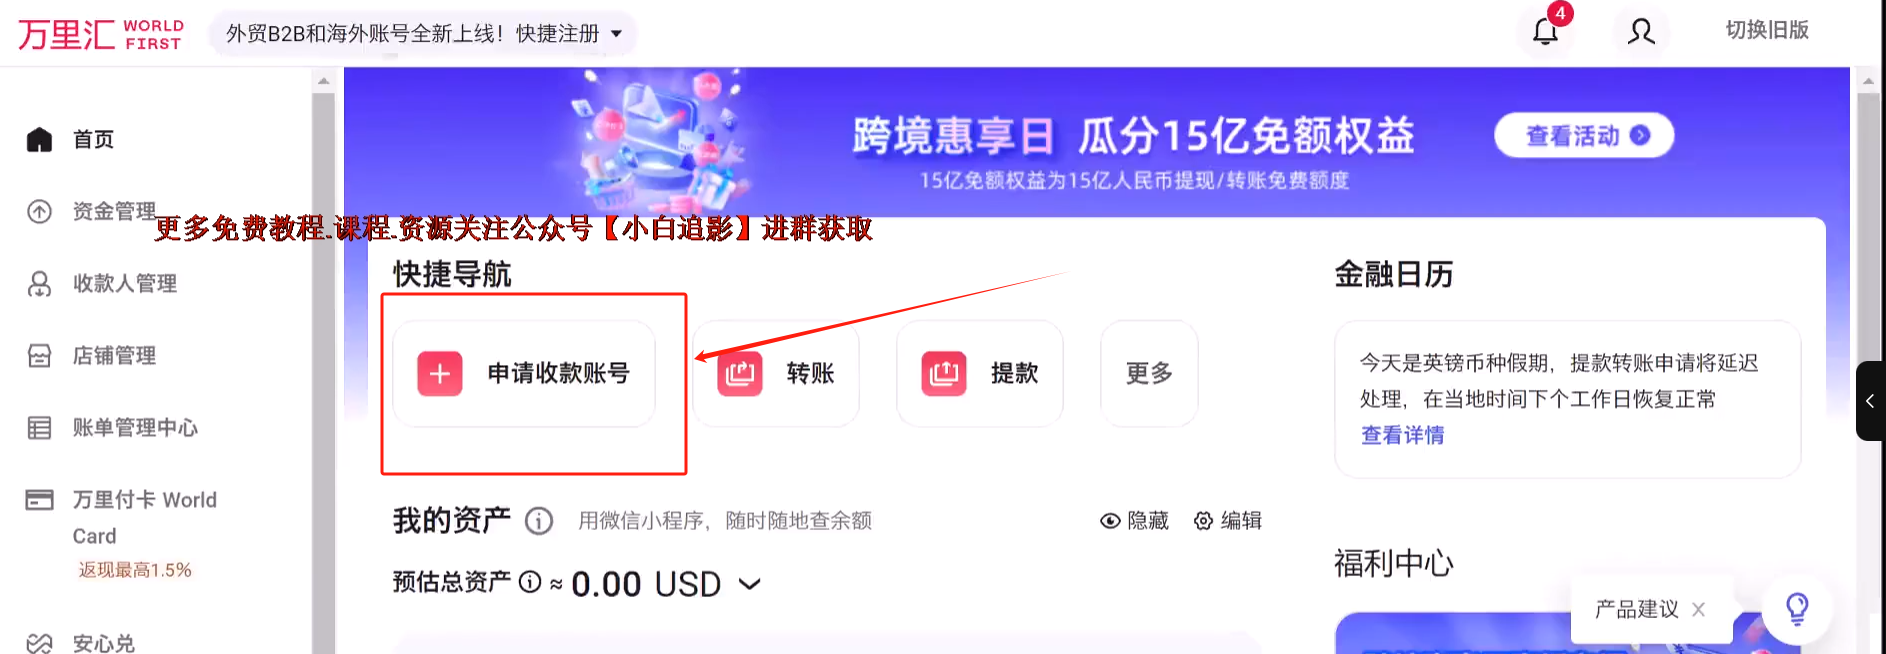 万里汇 WORLD FIRST
外贸B2B和海外账号全新上线！快捷注册
4
切换旧版
首页
资金管理
收款人管理
店铺管理
账单管理中心
万里付卡 World
Card
返现最高1.5%
安心兑
跨境惠享日 瓜分15亿免额权益
15亿免额权益为15亿人民币提现/转账免费额度
查看活动
更多免费教程.课程.资源关注公众号【小白追影】进群获取
快捷导航
申请收款账号
转账
提款
更多
我的资产
用微信小程序，随时随地查余额
隐藏
编辑
预估总资产 ≈ 0.00 USD
金融日历
今天是英镑币种假期，提款转账申请将延迟
处理，在当地时间下个工作日恢复正常
查看详情
福利中心
产品建议